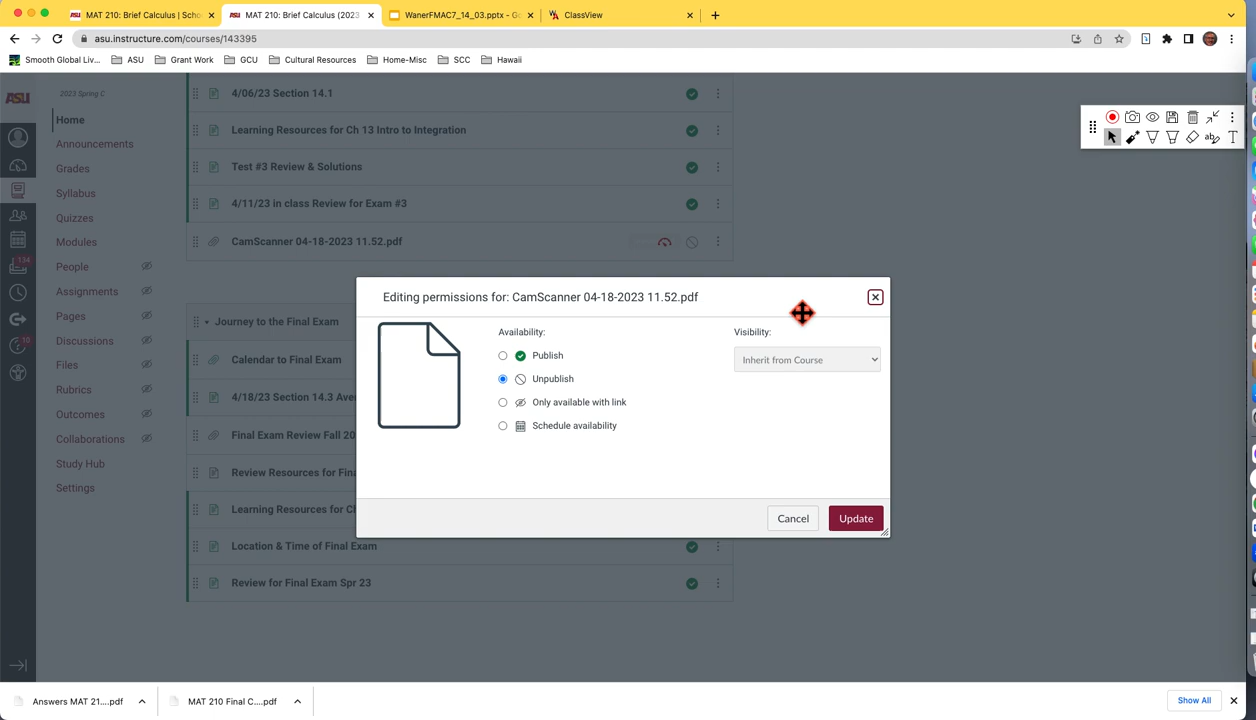 MAT 210: Brief Calculus | Scho
MAT 210: Brief Calculus (2023
WanerFMAC7_14_03.pptx - Go
ClassView
asu.instructure.com/courses/143395
Smooth Global Liv...
ASU
Grant Work
GCU
Cultural Resources
Home-Misc
SCC
Hawaii
ASU
134
10
2023 Spring C
Home
Announcements
Grades
Syllabus
Quizzes
Modules
People
Assignments
Pages
Discussions
Files
Rubrics
Outcomes
Collaborations
Study Hub
Settings
4/06/23 Section 14.1
Learning Resources for Ch 13 Intro to Integration
Test #3 Review & Solutions
4/11/23 in class Review for Exam #3
CamScanner 04-18-2023 11.52.pdf
Journey to the Final Exam
Calendar to Final Exam
4/18/23 Section 14.3 Aver
Final Exam Review Fall 20
Review Resources for Fina
Learning Resources for Ch
Location & Time of Final Exam
Review for Final Exam Spr 23
Editing permissions for: CamScanner 04-18-2023 11.52.pdf
Availability:
Publish
Unpublish
Only available with link
Schedule availability
Visibility:
Inherit from Course
Cancel
Update
Answers MAT 21....pdf
MAT 210 Final C....pdf
Show All